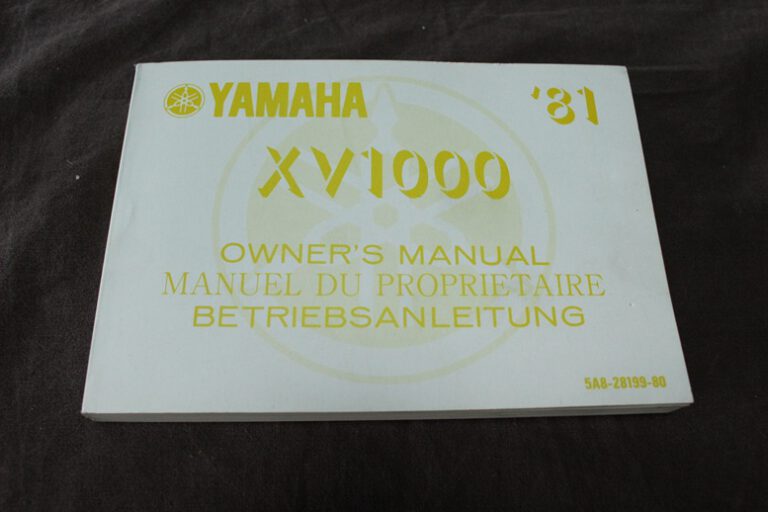 YAMAHA '81
XV1000
OWNER'S MANUAL
MANUEL DU PROPRIETAIRE
BETRIEBSANLEITUNG
5A8-28199-80